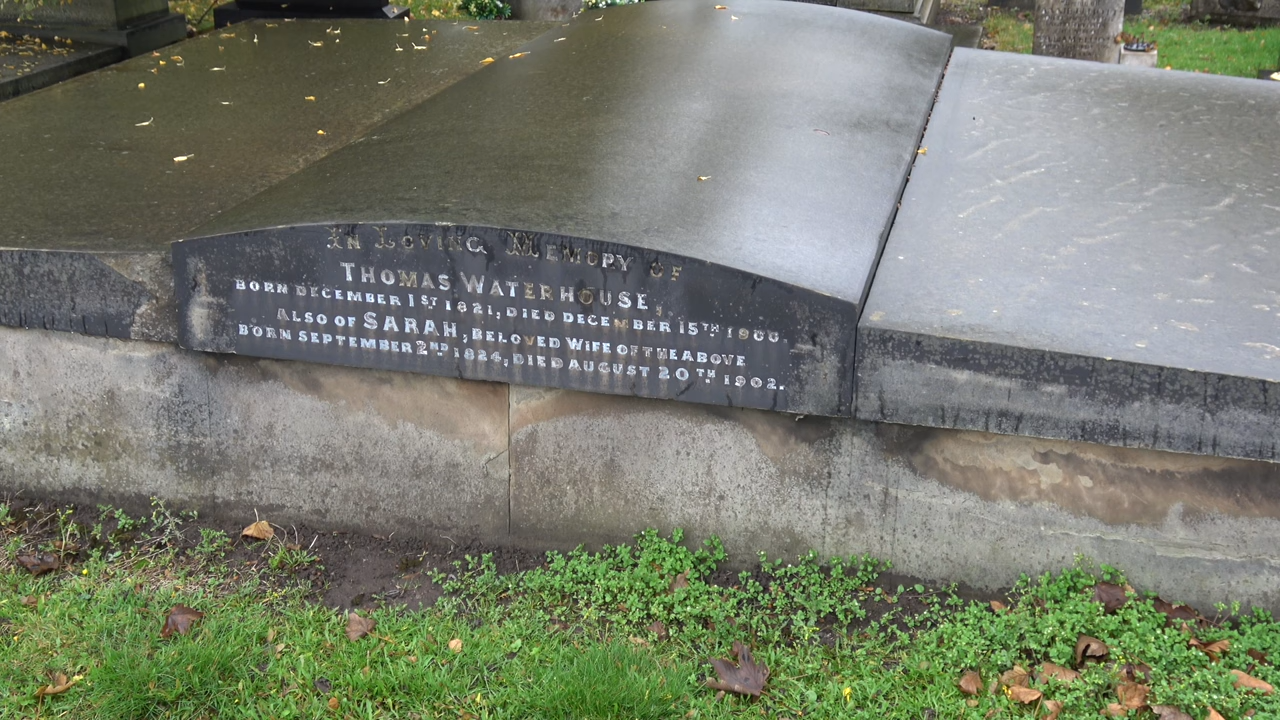 In Loving Memory of
THOMAS WATERHOUSE,
BORN DECEMBER 1ST 1821, DIED DECEMBER 15TH 1900.
ALSO OF SARAH, BELOVED WIFE OF THE ABOVE
BORN SEPTEMBER 2ND 1824, DIED AUGUST 20TH 1902.